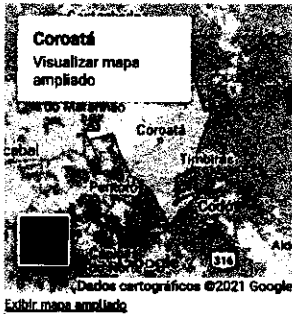 Coroatá
Visualizar mapa
ampliado
Coroatá
Timbiras
Peritoró
Codó
316
Dados cartográficos ©2021 Google
Exibir mapa ampliado